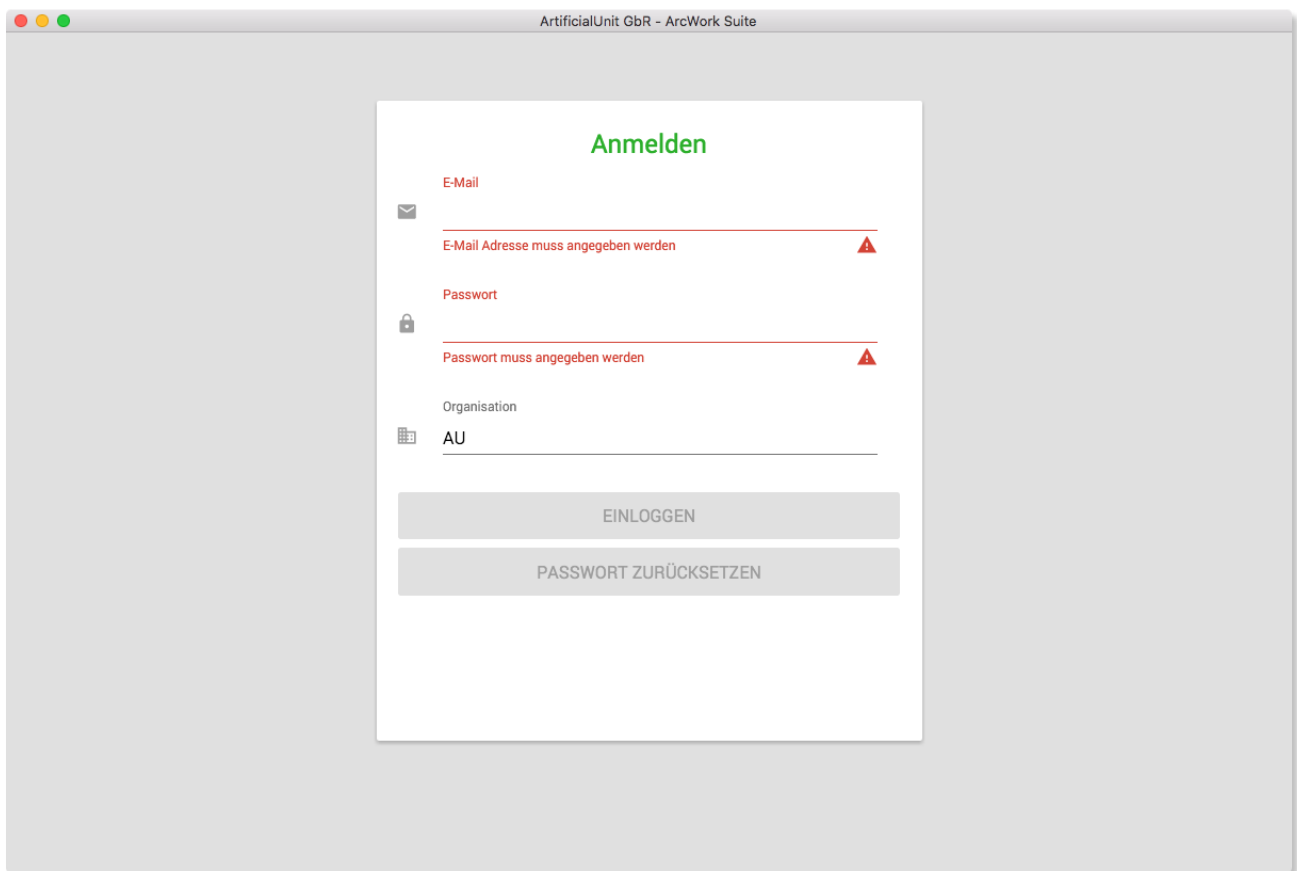 ArtificialUnit GbR - ArcWork Suite
Anmelden
E-Mail
E-Mail Adresse muss angegeben werden
Passwort
Passwort muss angegeben werden
Organisation
AU
EINLOGGEN
PASSWORT ZURÜCKSETZEN